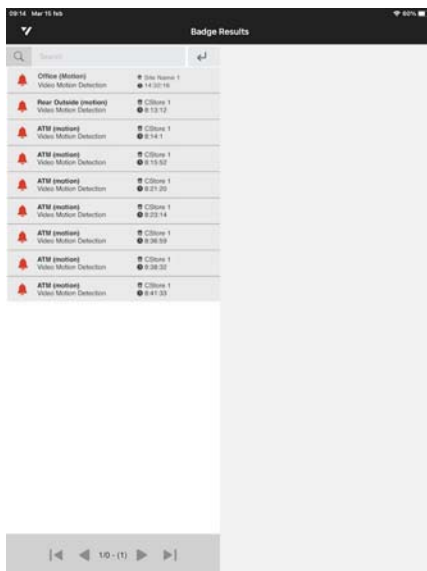 09:14 Mar 15 feb
60%
Badge Results
Search
Office (Motion)
Site Name 1
Video Motion Detection
14:32:16
Rear Outside (motion)
CStore 1
Video Motion Detection
8:13:12
ATM (motion)
CStore 1
Video Motion Detection
8:14:1
ATM (motion)
CStore 1
Video Motion Detection
8:15:52
ATM (motion)
CStore 1
Video Motion Detection
8:21:20
ATM (motion)
CStore 1
Video Motion Detection
8:23:14
ATM (motion)
CStore 1
Video Motion Detection
8:36:59
ATM (motion)
CStore 1
Video Motion Detection
8:38:32
ATM (motion)
CStore 1
Video Motion Detection
8:41:33
1/0 - (1)